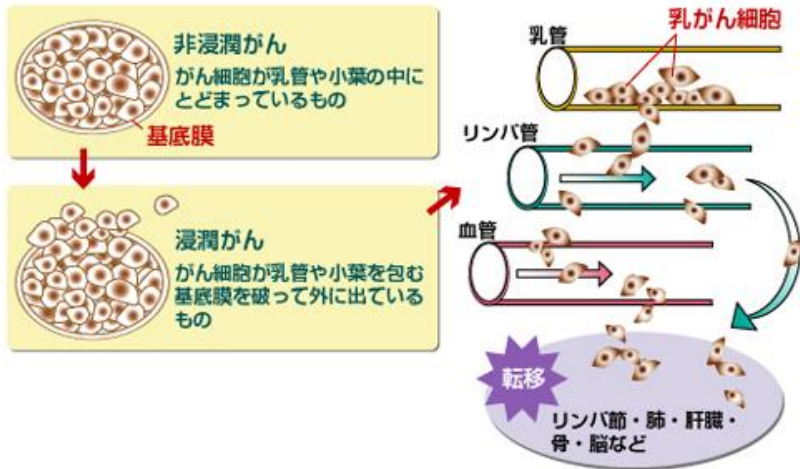 非浸潤がん
がん細胞が乳管や小葉の中に
とどまっているもの
基底膜
浸潤がん
がん細胞が乳管や小葉を包む
基底膜を破って外に出ている
もの
乳がん細胞
乳管
リンパ管
血管
転移
リンパ節・肺・肝臓・
骨・脳など